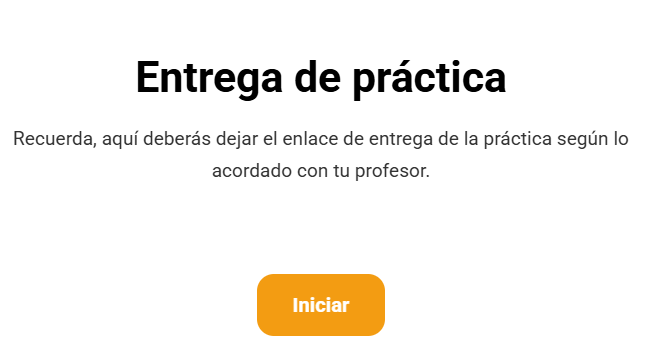 Entrega de práctica
Recuerda, aquí deberás dejar el enlace de entrega de la práctica según lo
acordado con tu profesor.
Iniciar